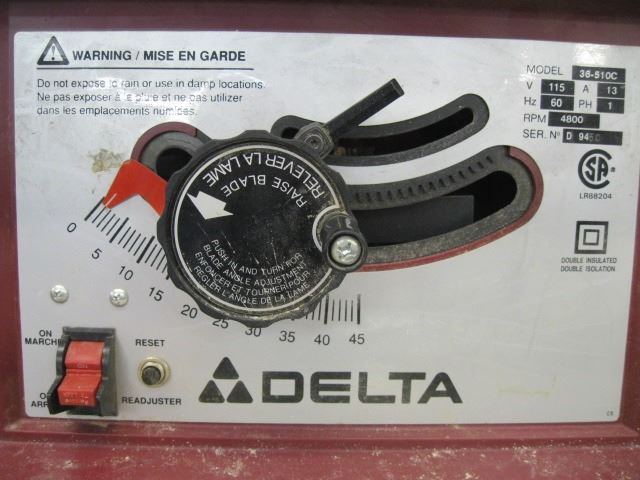 WARNING / MISE EN GARDE
Do not expose to rain or use in damp locations.
Ne pas exposer à la pluie et ne pas utiliser
dans les emplacements humides.
MODEL 36-510C
V 115 A 13
Hz 60 PH 1
RPM 4800
SER. Nº D 945
LR88204
DOUBLE INSULATED
DOUBLE ISOLATION
RELEVER LA LAME
RAISE BLADE
PUSH IN AND TURN FOR
BLADE ANGLE ADJUSTMENT
ENFONCER ET TOURNER POUR
RÉGLER L'ANGLE DE LA LAME
0 5 10 15 20 25 30 35 40 45
ON
MARCHE
ON
RESET
READJUSTER
DELTA